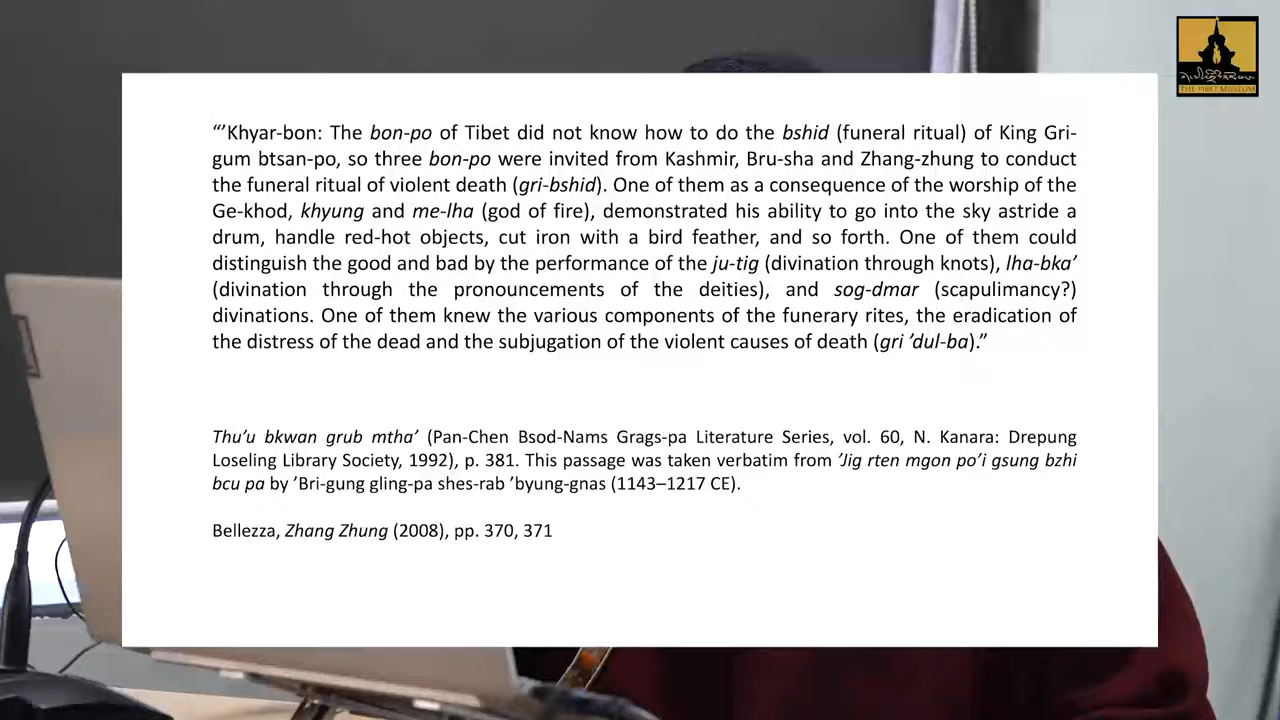 “’Khyar-bon: The bon-po of Tibet did not know how to do the bshid (funeral ritual) of King Gri-
gum btsan-po, so three bon-po were invited from Kashmir, Bru-sha and Zhang-zhung to conduct
the funeral ritual of violent death (gri-bshid). One of them as a consequence of the worship of the
Ge-khod, khyung and me-lha (god of fire), demonstrated his ability to go into the sky astride a
drum, handle red-hot objects, cut iron with a bird feather, and so forth. One of them could
distinguish the good and bad by the performance of the ju-tig (divination through knots), lha-bka’
(divination through the pronouncements of the deities), and sog-dmar (scapulimancy?)
divinations. One of them knew the various components of the funerary rites, the eradication of
the distress of the dead and the subjugation of the violent causes of death (gri ’dul-ba).”
Thu’u bkwan grub mtha’ (Pan-Chen Bsod-Nams Grags-pa Literature Series, vol. 60, N. Kanara: Drepung
Loseling Library Society, 1992), p. 381. This passage was taken verbatim from ’Jig rten mgon po’i gsung bzhi
bcu pa by ’Bri-gung gling-pa shes-rab ’byung-gnas (1143–1217 CE).
Bellezza, Zhang Zhung (2008), pp. 370, 371
THE TIBET MUSEUM